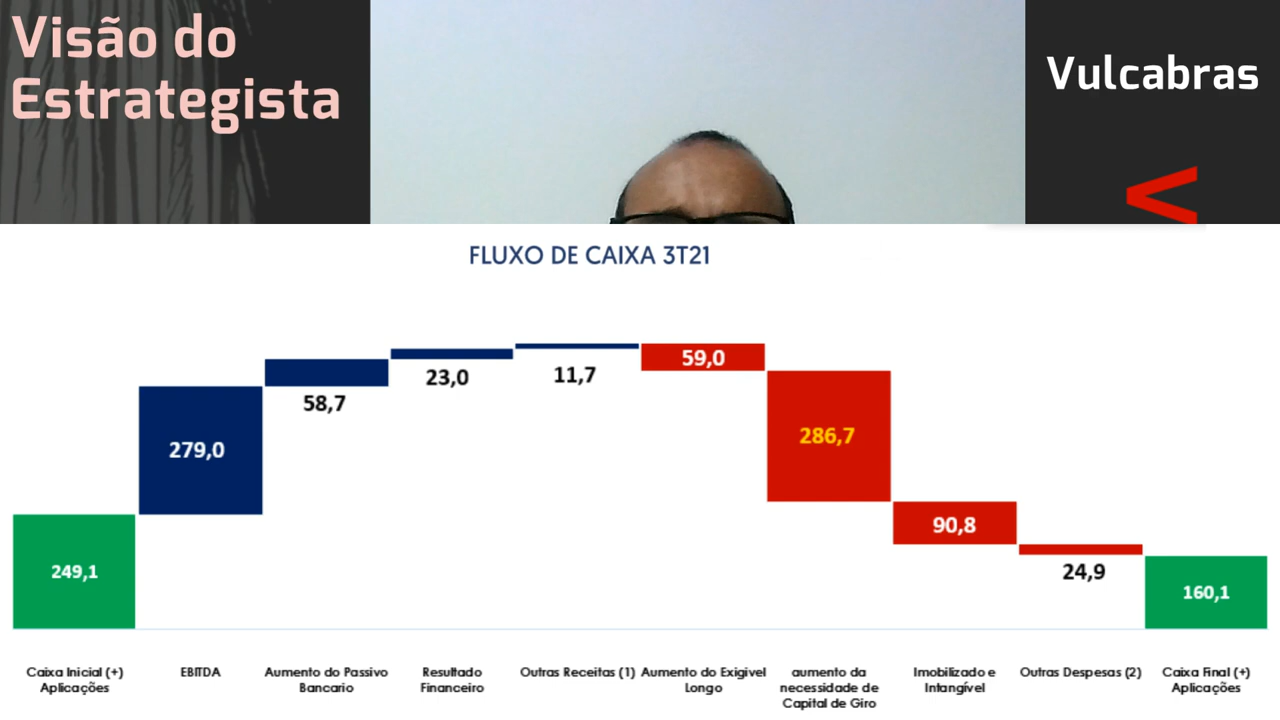 Visão do
Estrategista
Vulcabras
FLUXO DE CAIXA 3T21
249,1
279,0
58,7
23,0
11,7
59,0
286,7
90,8
24,9
160,1
Caixa Inicial (+)
Aplicações
EBITDA
Aumento do Passivo
Bancario
Resultado
Financeiro
Outras Receitas (1)
Aumento do Exigivel
Longo
aumento da
necessidade de
Capital de Giro
Imobilizado e
Intangível
Outras Despesas (2)
Caixa Final (+)
Aplicações